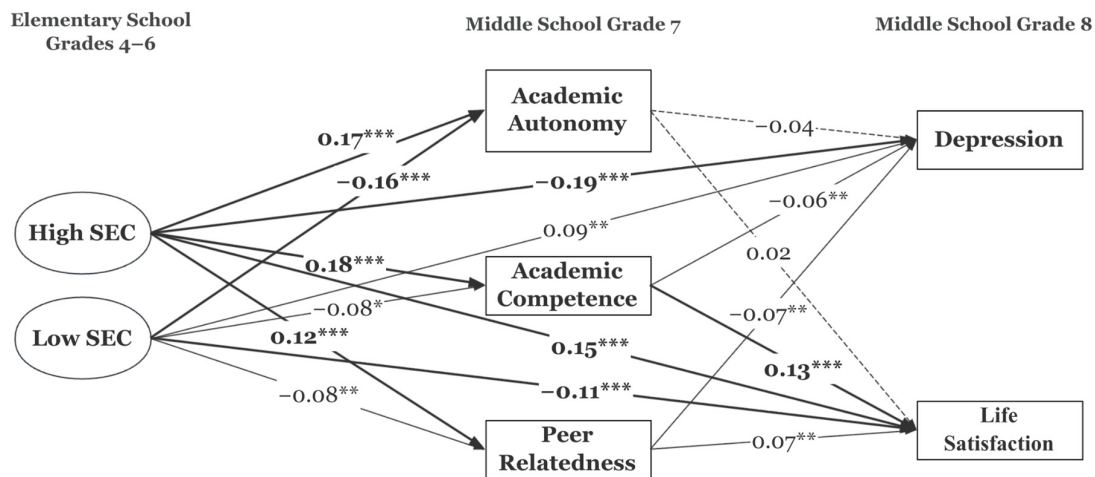 Elementary School
Grades 4–6
Middle School Grade 7
Middle School Grade 8
Academic
Autonomy
Depression
0.17***
−0.04
−0.16***
−0.19***
−0.06**
High SEC
0.09**
0.02
0.18***
Academic
Competence
−0.08*
−0.07**
Low SEC
0.12***
0.15***
0.13***
−0.08**
−0.11***
Life
Satisfaction
Peer
Relatedness
0.07**